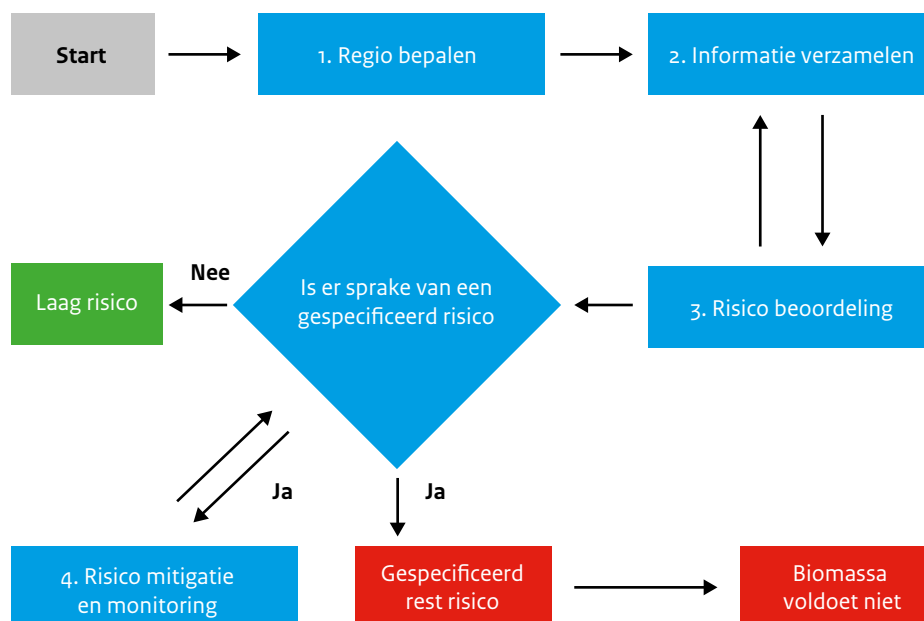 Start
1. Regio bepalen
2. Informatie verzamelen
Nee
Laag risico
Is er sprake van een
gespecificeerd risico
3. Risico beoordeling
Ja
Ja
4. Risico mitigatie
en monitoring
Gespecificeerd
rest risico
Biomassa
voldoet niet